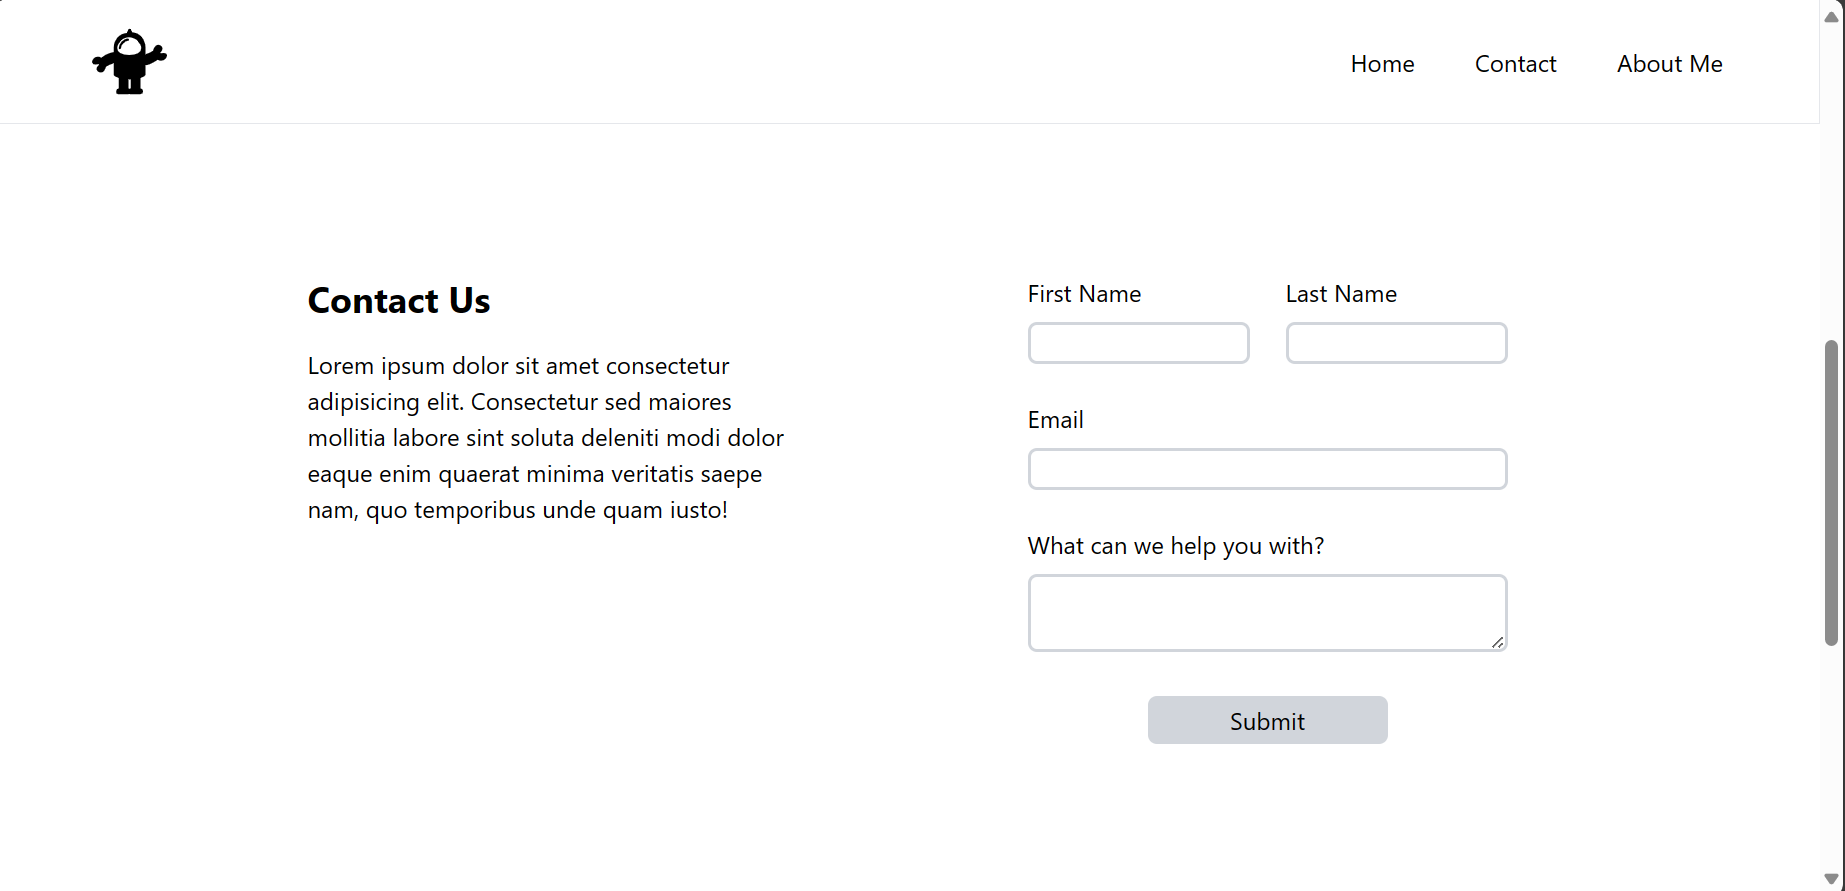 Home
Contact
About Me
Contact Us
Lorem ipsum dolor sit amet consectetur
adipisicing elit. Consectetur sed maiores
mollitia labore sint soluta deleniti modi dolor
eaque enim quaerat minima veritatis saepe
nam, quo temporibus unde quam iusto!
First Name
Last Name
Email
What can we help you with?
Submit